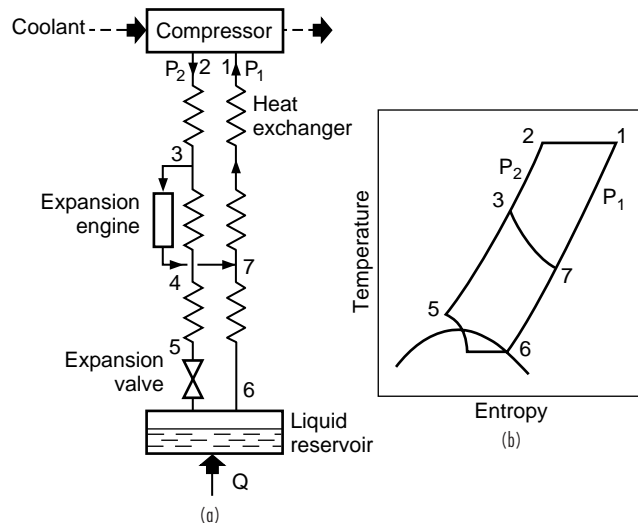 Coolant
Compressor
P2 2 1 P1
Heat
exchanger
3
Expansion
engine
4
7
5
Expansion
valve
6
Liquid
reservoir
Q
(a)
Temperature
2
1
P2
P1
3
7
5
6
Entropy
(b)